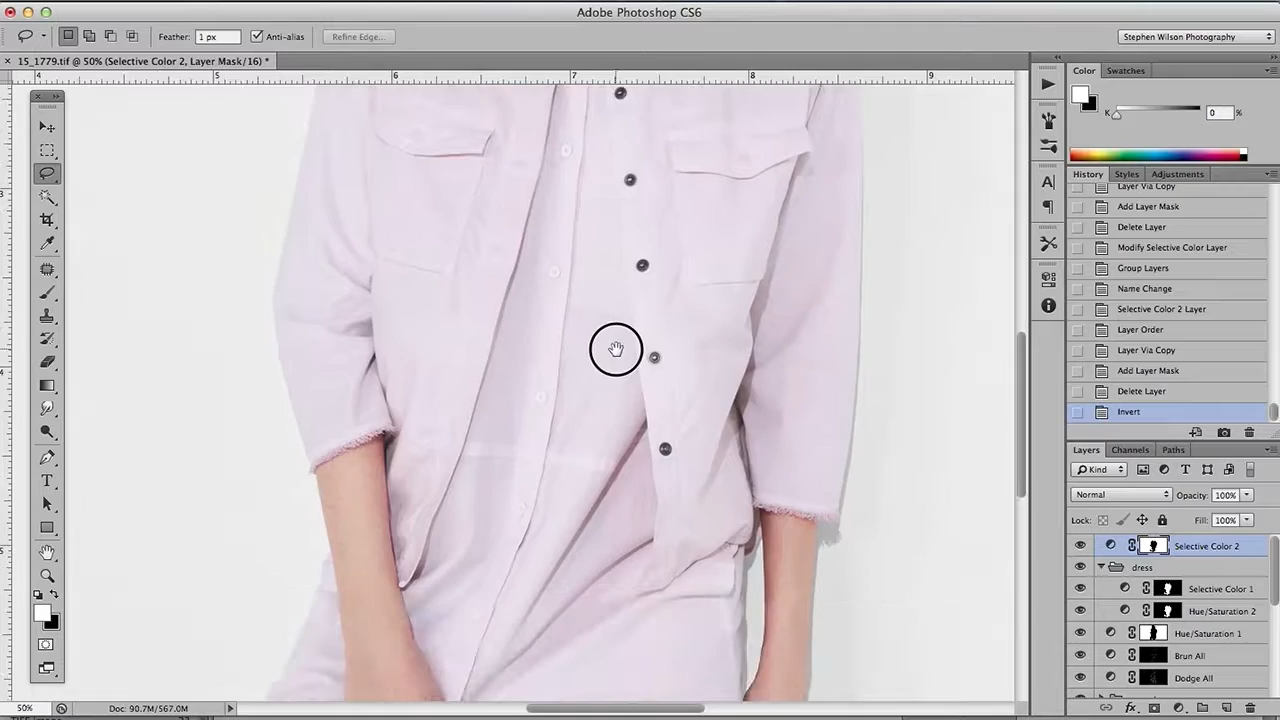 Adobe Photoshop CS6
Feather: 1 px Anti-alias Refine Edge... Stephen Wilson Photography
15_1779.tif @ 50% (Selective Color 2, Layer Mask/16) *
4 5 6 7 8 9
Color Swatches
K 0 %
History Styles Adjustments
Layer Via Copy
Add Layer Mask
Delete Layer
Modify Selective Color Layer
Group Layers
Name Change
Selective Color 2 Layer
Layer Order
Layer Via Copy
Add Layer Mask
Delete Layer
Invert
Layers Channels Paths
Kind
Normal Opacity: 100%
Lock: Fill: 100%
Selective Color 2
dress
Selective Color 1
Hue/Saturation 2
Hue/Saturation 1
Brun All
Dodge All
50% Doc: 90.7M/367.0M